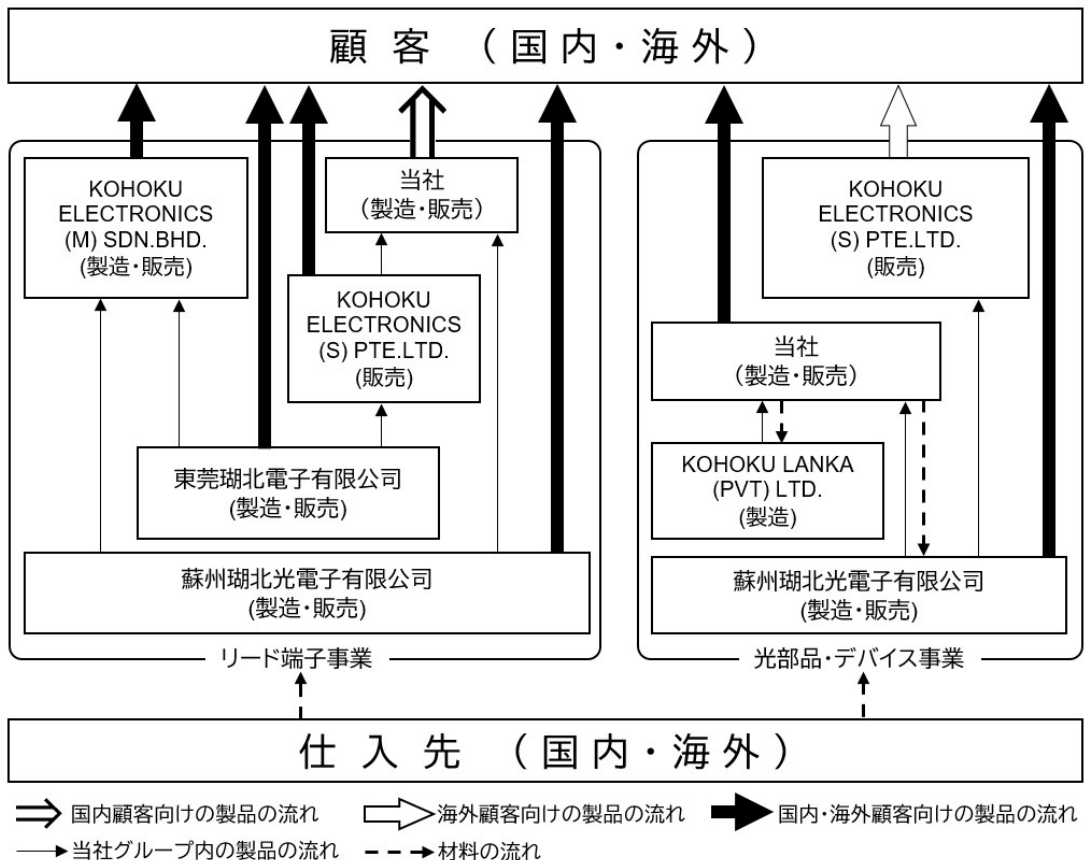 顧客（国内・海外）
KOHOKU
ELECTRONICS
(M) SDN.BHD.
(製造・販売)
当社
（製造・販売）
KOHOKU
ELECTRONICS
(S) PTE.LTD.
(販売)
東莞瑚北電子有限公司
(製造・販売)
蘇州瑚北光電子有限公司
(製造・販売)
リード端子事業
KOHOKU
ELECTRONICS
(S) PTE.LTD.
(販売)
当社
（製造・販売）
KOHOKU LANKA
(PVT) LTD.
(製造)
蘇州瑚北光電子有限公司
(製造・販売)
光部品・デバイス事業
仕入先（国内・海外）
国内顧客向けの製品の流れ
海外顧客向けの製品の流れ
国内・海外顧客向けの製品の流れ
当社グループ内の製品の流れ
材料の流れ